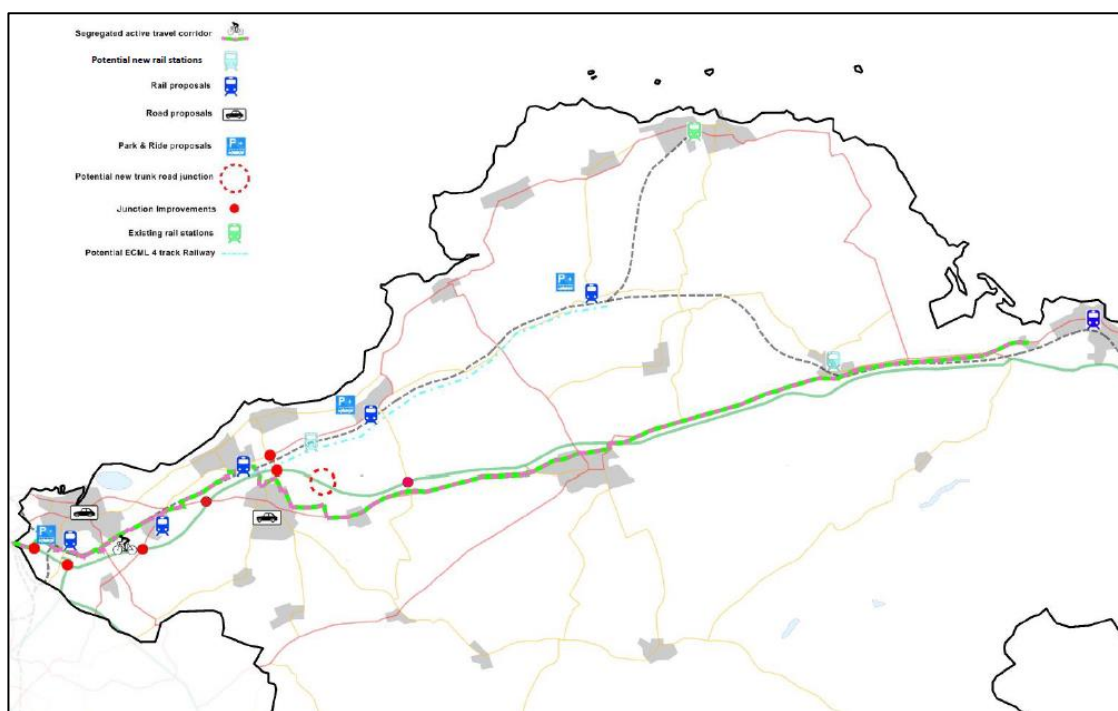 Segregated active travel corridor
Potential new rail stations
Rail proposals
Road proposals
Park & Ride proposals
Potential new trunk road junction
Junction Improvements
Existing rail stations
Potential ECML 4 track Railway